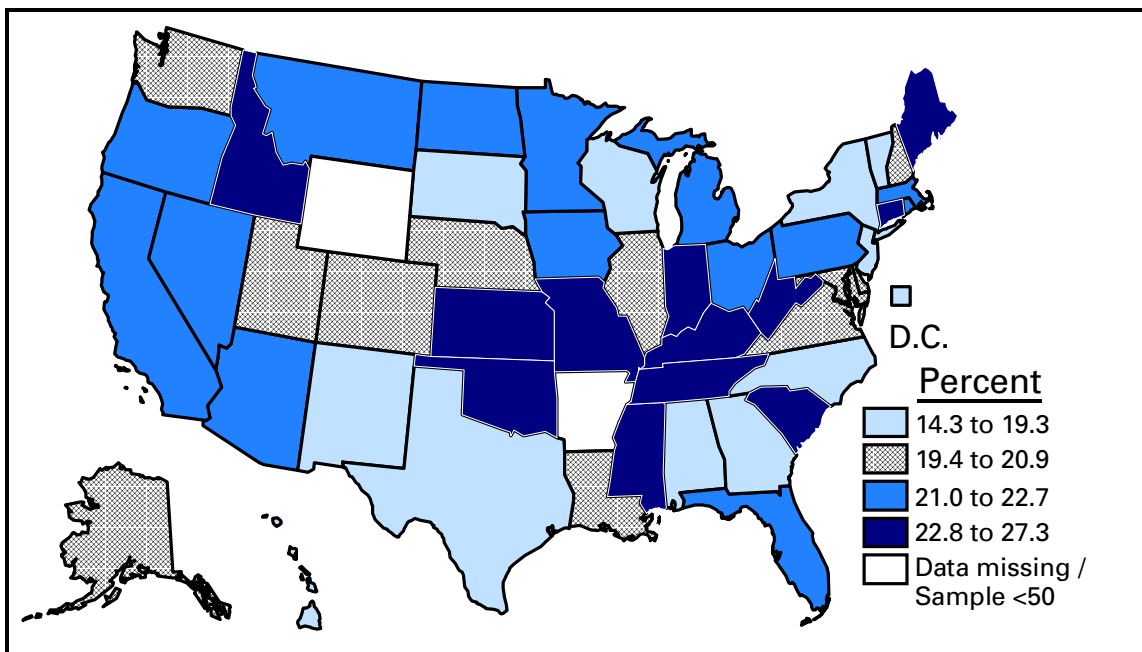 D.C.
Percent
14.3 to 19.3
19.4 to 20.9
21.0 to 22.7
22.8 to 27.3
Data missing /
Sample <50